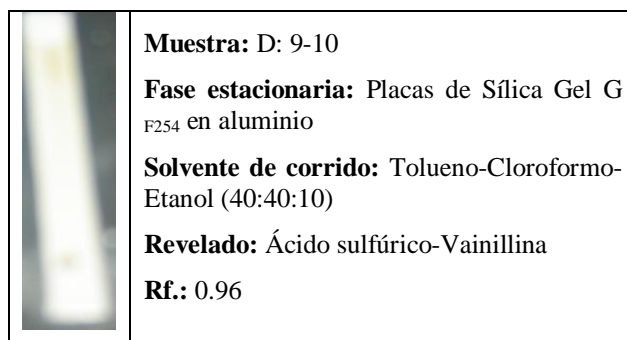 Muestra: D: 9-10
Fase estacionaria: Placas de Sílica Gel G
F254 en aluminio
Solvente de corrido: Tolueno-Cloroformo-
Etanol (40:40:10)
Revelado: Ácido sulfúrico-Vainillina
Rf.: 0.96